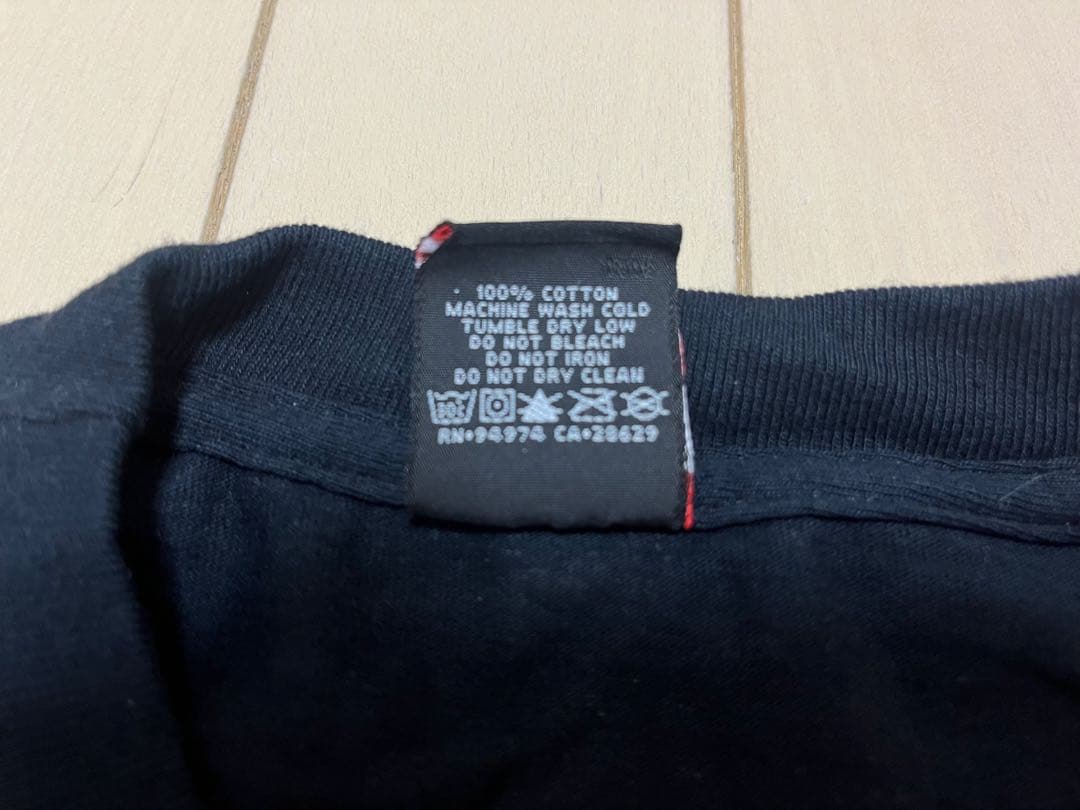 100% COTTON
MACHINE WASH COLD
TUMBLE DRY LOW
DO NOT BLEACH
DO NOT IRON
DO NOT DRY CLEAN
RN•94974 CA•28629